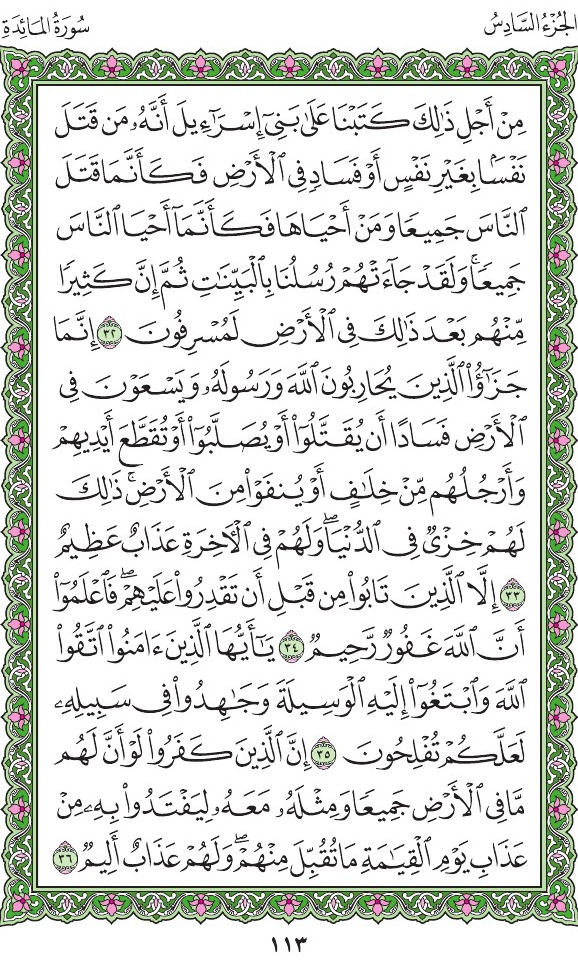 الجُزْءُ السَّادِسُ
سُورَةُ المَائِدَةِ
مِنۡ أَجۡلِ ذَٰلِكَ كَتَبۡنَا عَلَىٰ بَنِيٓ إِسۡرَٰٓءِيلَ أَنَّهُۥ مَن قَتَلَ
نَفۡسَۢا بِغَيۡرِ نَفۡسٍ أَوۡ فَسَادٖ فِي ٱلۡأَرۡضِ فَكَأَنَّمَا قَتَلَ
ٱلنَّاسَ جَمِيعٗا وَمَنۡ أَحۡيَاهَا فَكَأَنَّمَآ أَحۡيَا ٱلنَّاسَ
جَمِيعٗاۚ وَلَقَدۡ جَآءَتۡهُمۡ رُسُلُنَا بِٱلۡبَيِّنَٰتِ ثُمَّ إِنَّ كَثِيرٗا
مِّنۡهُم بَعۡدَ ذَٰلِكَ فِي ٱلۡأَرۡضِ لَمُسۡرِفُونَ ٣٢ إِنَّمَا
جَزَٰٓؤُاْ ٱلَّذِينَ يُحَارِبُونَ ٱللَّهَ وَرَسُولَهُۥ وَيَسۡعَوۡنَ فِي
ٱلۡأَرۡضِ فَسَادًا أَن يُقَتَّلُوٓاْ أَوۡ يُصَلَّبُوٓاْ أَوۡ تُقَطَّعَ أَيۡدِيهِمۡ
وَأَرۡجُلُهُم مِّنۡ خِلَٰفٍ أَوۡ يُنفَوۡاْ مِنَ ٱلۡأَرۡضِۚ ذَٰلِكَ
لَهُمۡ خِزۡيٞ فِي ٱلدُّنۡيَاۖ وَلَهُمۡ فِي ٱلۡأٓخِرَةِ عَذَابٌ عَظِيمٌ
٣٣ إِلَّا ٱلَّذِينَ تَابُواْ مِن قَبۡلِ أَن تَقۡدِرُواْ عَلَيۡهِمۡۖ فَٱعۡلَمُوٓاْ
أَنَّ ٱللَّهَ غَفُورٞ رَّحِيمٞ ٣٤ يَٰٓأَيُّهَا ٱلَّذِينَ ءَامَنُواْ ٱتَّقُواْ
ٱللَّهَ وَٱبۡتَغُوٓاْ إِلَيۡهِ ٱلۡوَسِيلَةَ وَجَٰهِدُواْ فِي سَبِيلِهِۦ
لَعَلَّكُمۡ تُفۡلِحُونَ ٣٥ إِنَّ ٱلَّذِينَ كَفَرُواْ لَوۡ أَنَّ لَهُم
مَّا فِي ٱلۡأَرۡضِ جَمِيعٗا وَمِثۡلَهُۥ مَعَهُۥ لِيَفۡتَدُواْ بِهِۦ مِنۡ
عَذَابِ يَوۡمِ ٱلۡقِيَٰمَةِ مَا تُقُبِّلَ مِنۡهُمۡۖ وَلَهُمۡ عَذَابٌ أَلِيمٞ ٣٦
١١٣